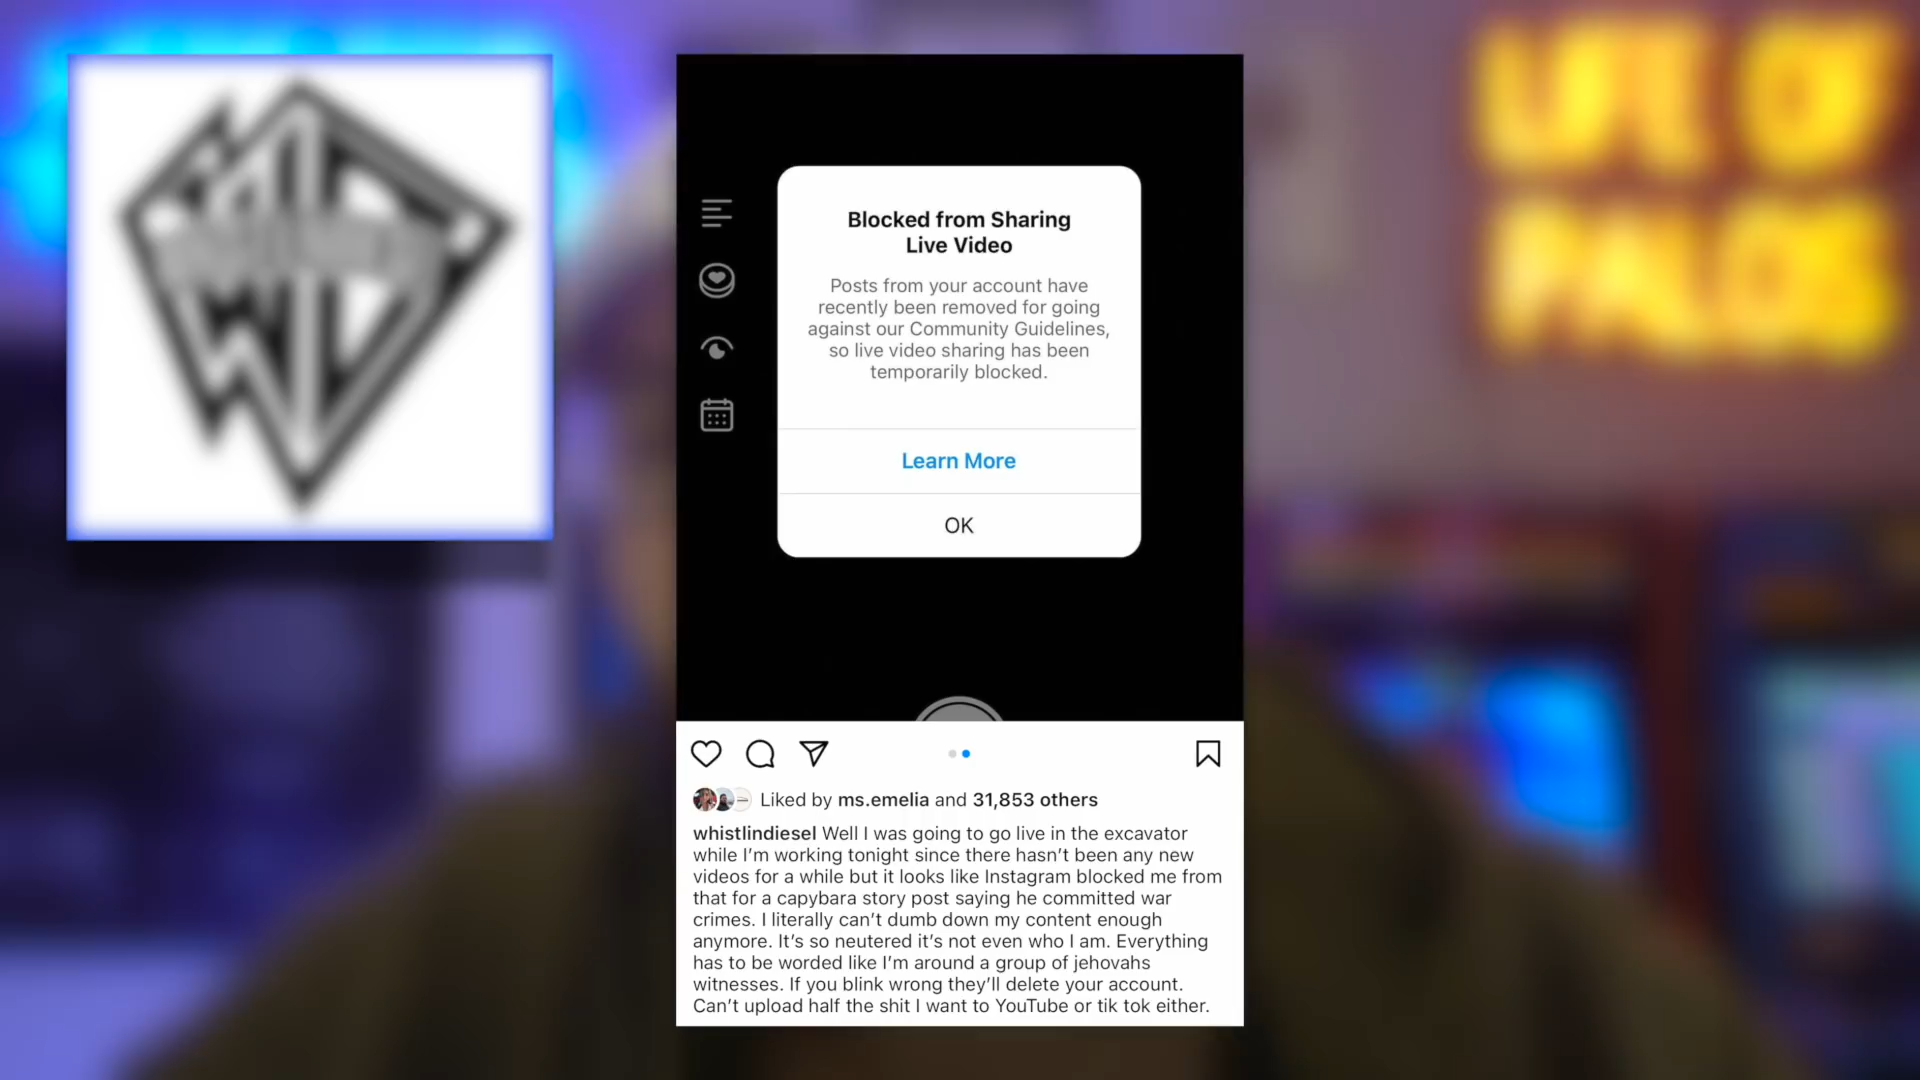 LIFE OF
PALOS
Blocked from Sharing
Live Video
Posts from your account have
recently been removed for going
against our Community Guidelines,
so live video sharing has been
temporarily blocked.
Learn More
OK
Liked by ms.emelia and 31,853 others
whistlindiesel Well I was going to go live in the excavator
while I'm working tonight since there hasn't been any new
videos for a while but it looks like Instagram blocked me from
that for a capybara story post saying he committed war
crimes. I literally can't dumb down my content enough
anymore. It's so neutered it's not even who I am. Everything
has to be worded like I'm around a group of jehovahs
witnesses. If you blink wrong they'll delete your account.
Can't upload half the shit I want to YouTube or tik tok either.